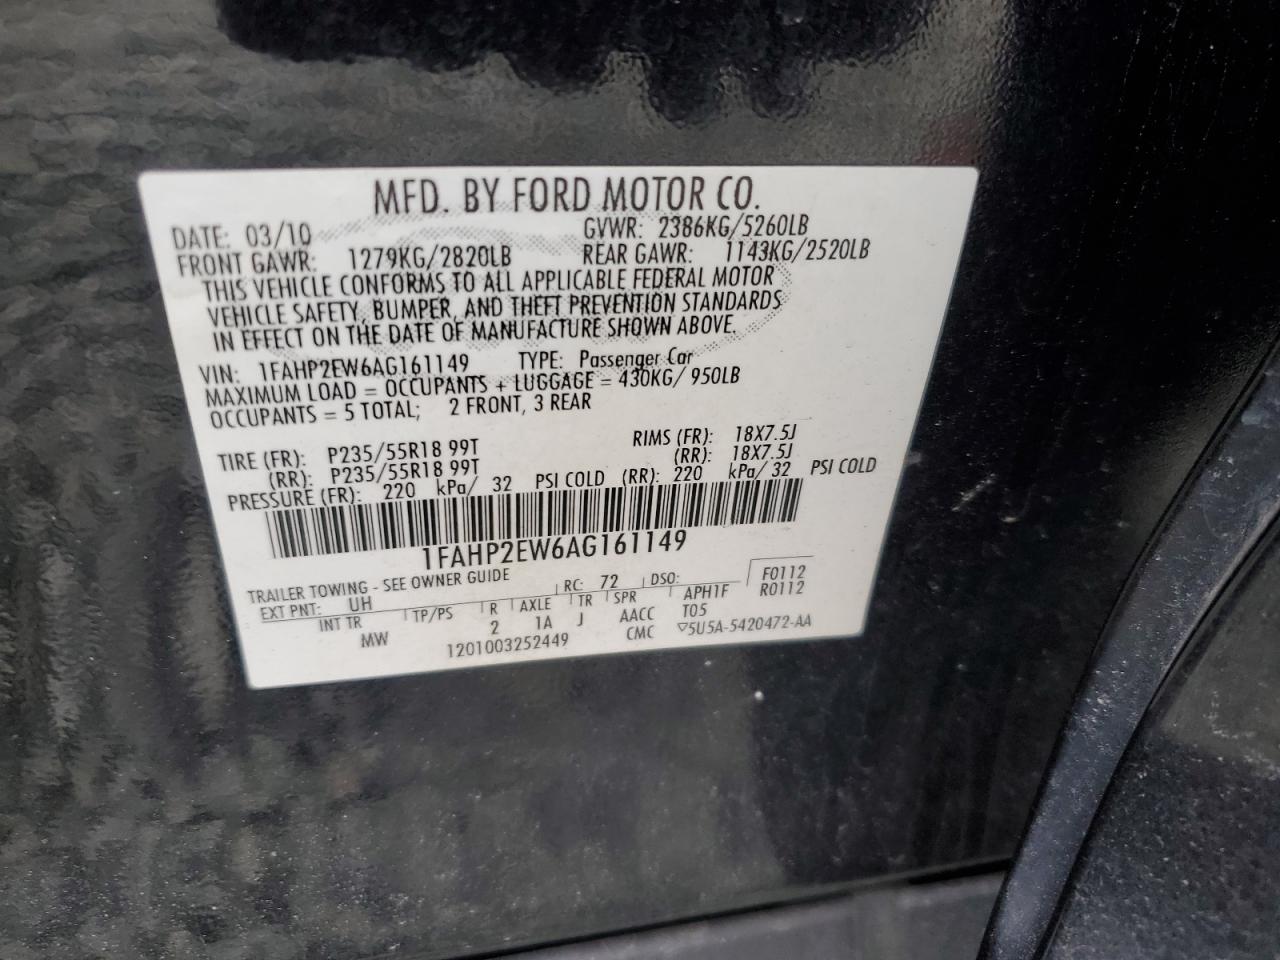 MFD. BY FORD MOTOR CO.
DATE: 03/10 GVWR: 2386KG/5260LB
FRONT GAWR: 1279KG/2820LB REAR GAWR: 1143KG/2520LB
THIS VEHICLE CONFORMS TO ALL APPLICABLE FEDERAL MOTOR
VEHICLE SAFETY, BUMPER, AND THEFT PREVENTION STANDARDS
IN EFFECT ON THE DATE OF MANUFACTURE SHOWN ABOVE.
VIN: 1FAHP2EW6AG161149 TYPE: Passenger Car
MAXIMUM LOAD = OCCUPANTS + LUGGAGE = 430KG/ 950LB
OCCUPANTS = 5 TOTAL; 2 FRONT, 3 REAR
TIRE (FR): P235/55R18 99T RIMS (FR): 18X7.5J
(RR): P235/55R18 99T (RR): 18X7.5J
PRESSURE (FR): 220 kPa/ 32 PSI COLD (RR): 220 kPa/ 32 PSI COLD
1FAHP2EW6AG161149
TRAILER TOWING - SEE OWNER GUIDE
EXT PNT: UH RC: 72 DSO: F0112
INT TR TP/PS R AXLE TR SPR APH1F R0112
MW 2 1A J AACC T05
1201003252449 CMC ▽5U5A-5420472-AA